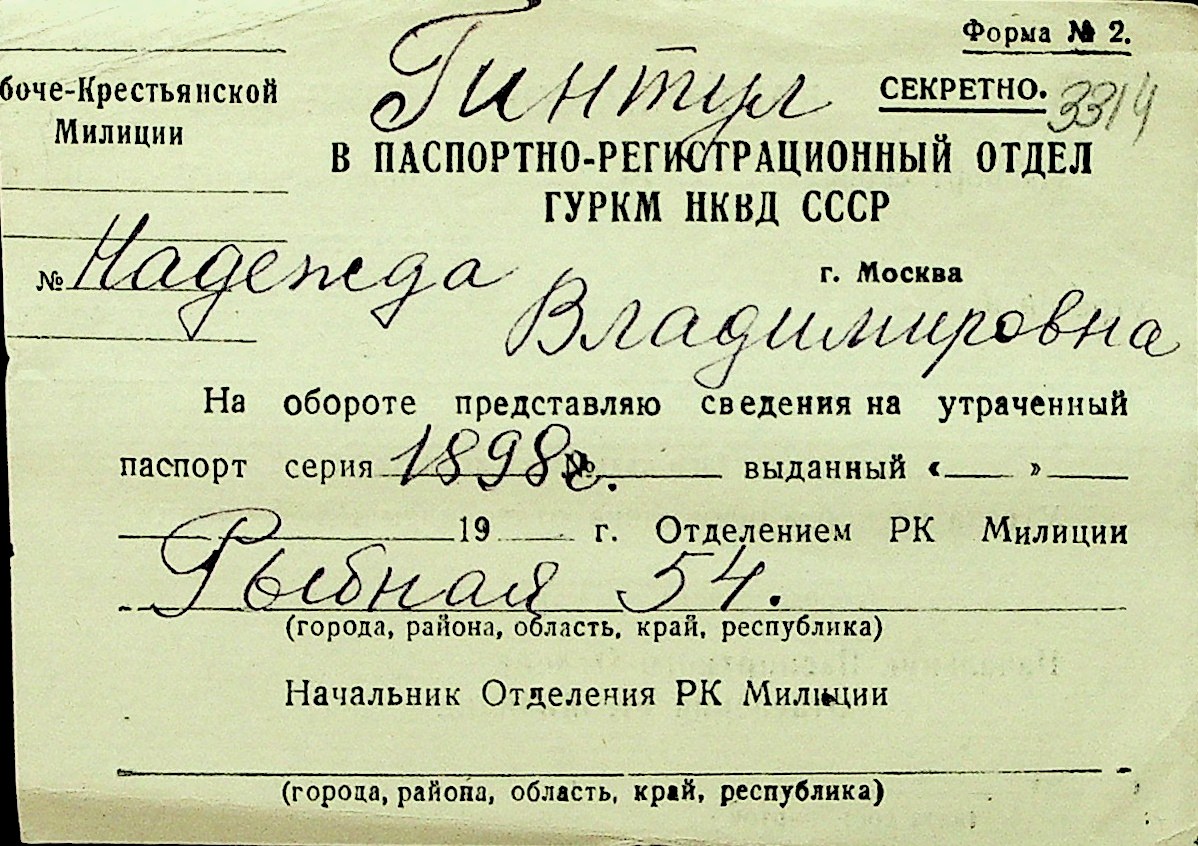 Форма № 2.
Гинтул
СЕКРЕТНО. 3314
боче-Крестьянской
Милиции
В ПАСПОРТНО-РЕГИСТРАЦИОННЫЙ ОТДЕЛ
ГУРКМ НКВД СССР
№ Надежда
г. Москва
Владимировна
На обороте представляю сведения на утраченный
паспорт серия 1898 г. № выданный « »
19 г. Отделением РК Милиции
Рыбная 54.
(города, района, область, край, республика)
Начальник Отделения РК Милиции
(города, района, область, край, республика)